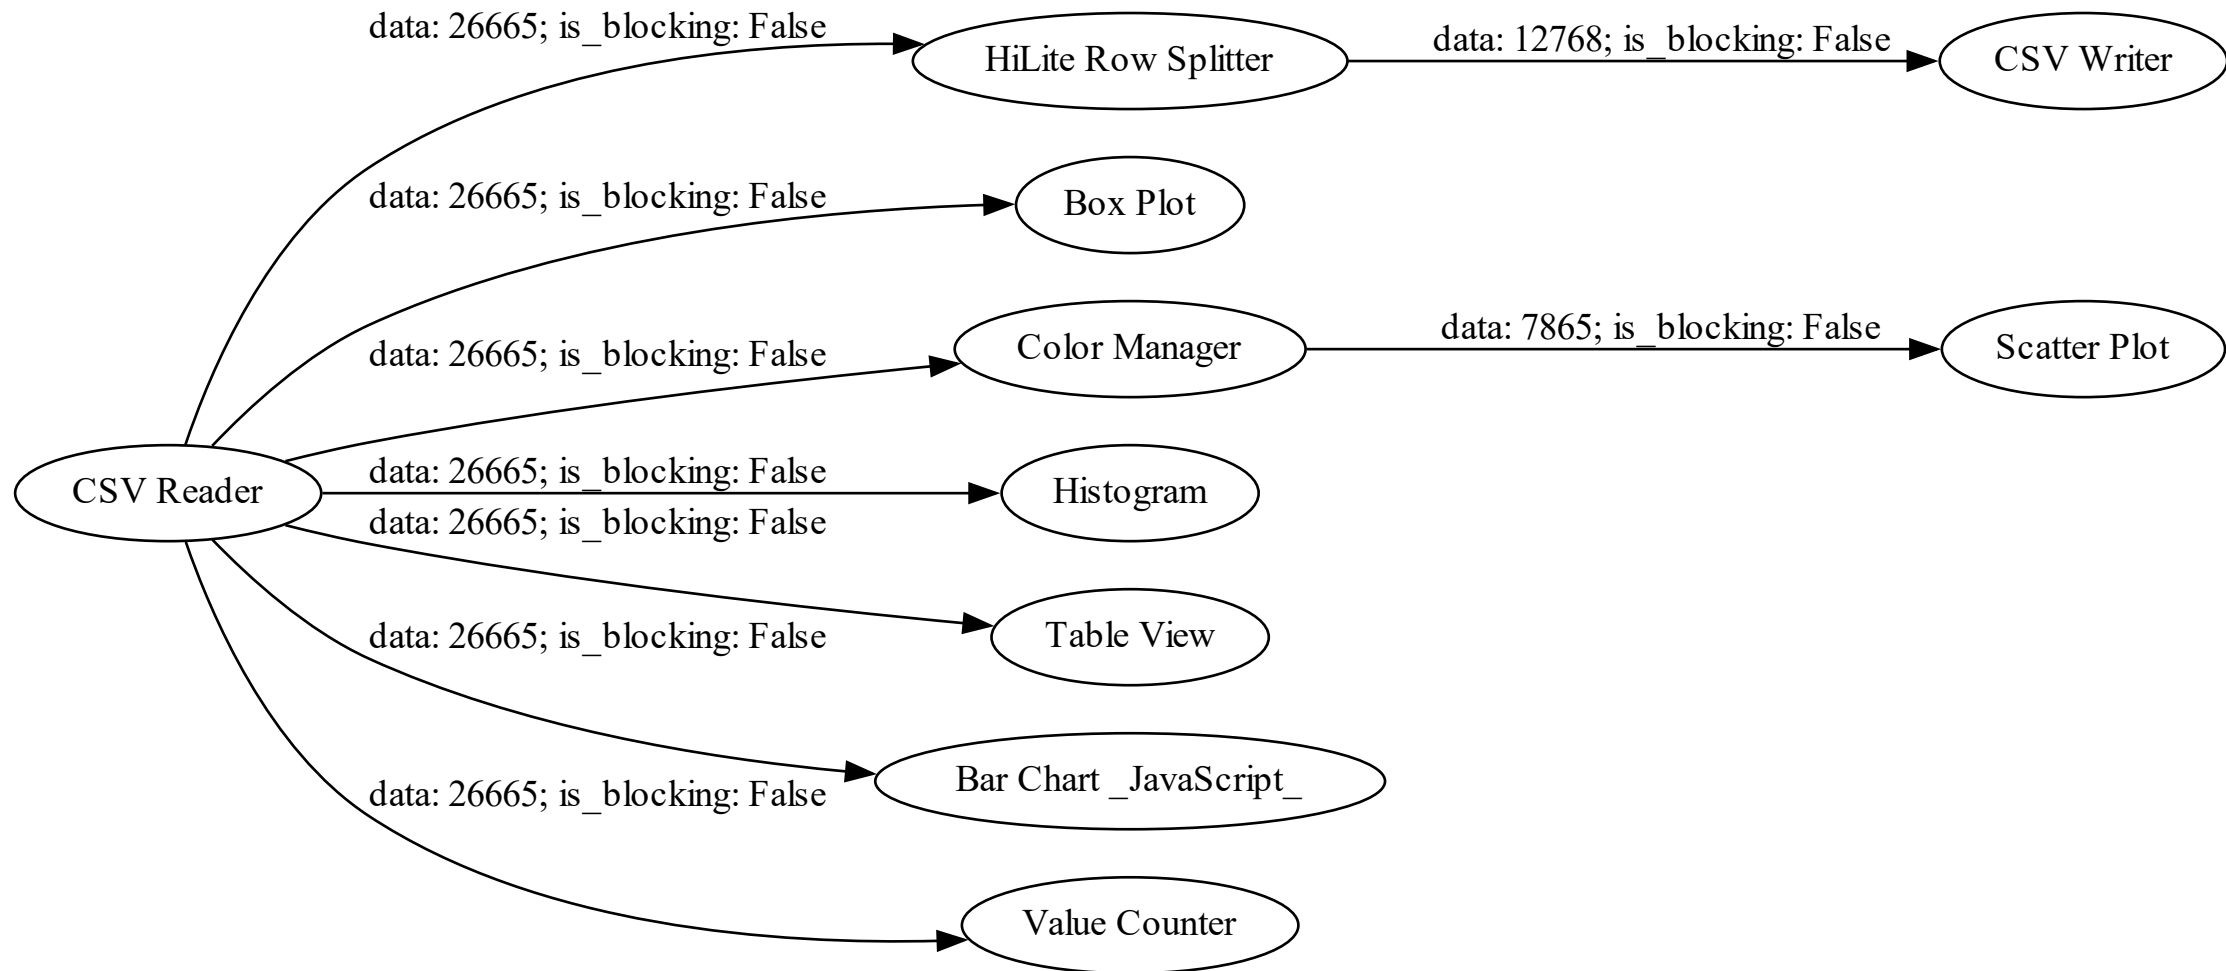 data: 26665; is_blocking: False
HiLite Row Splitter
data: 12768; is_blocking: False
CSV Writer
data: 26665; is_blocking: False
Box Plot
data: 26665; is_blocking: False
Color Manager
data: 7865; is_blocking: False
Scatter Plot
CSV Reader
data: 26665; is_blocking: False
Histogram
data: 26665; is_blocking: False
Table View
data: 26665; is_blocking: False
Bar Chart _JavaScript_
data: 26665; is_blocking: False
Value Counter